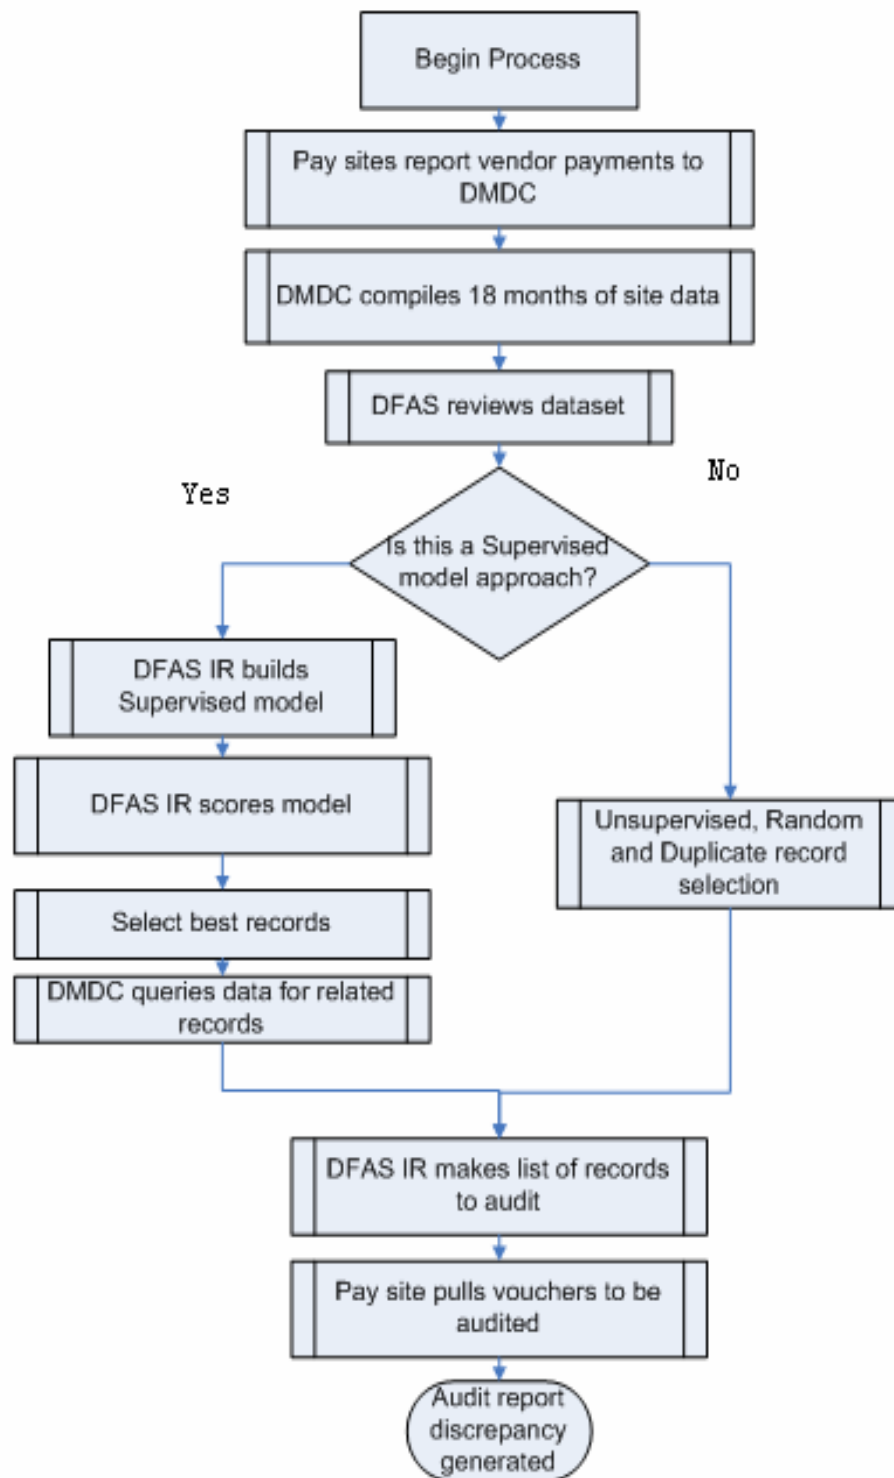 Begin Process
Pay sites report vendor payments to
DMDC
DMDC compiles 18 months of site data
DFAS reviews dataset
Yes
No
Is this a Supervised
model approach?
DFAS IR builds
Supervised model
DFAS IR scores model
Select best records
DMDC queries data for related
records
Unsupervised, Random
and Duplicate record
selection
DFAS IR makes list of records
to audit
Pay site pulls vouchers to be
audited
Audit report
discrepancy
generated